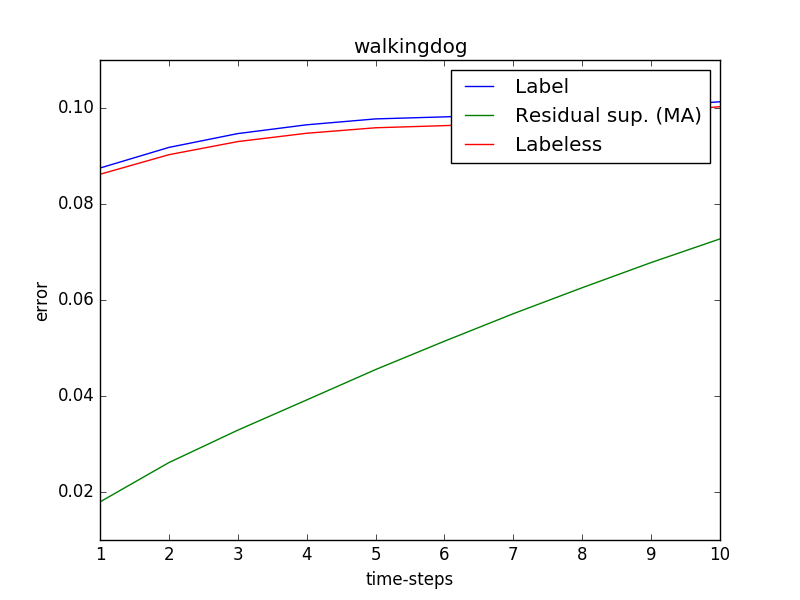 walkingdog
Label
Residual sup. (MA)
Labeless
0.10
0.08
0.06
0.04
0.02
error
1 2 3 4 5 6 7 8 9 10
time-steps